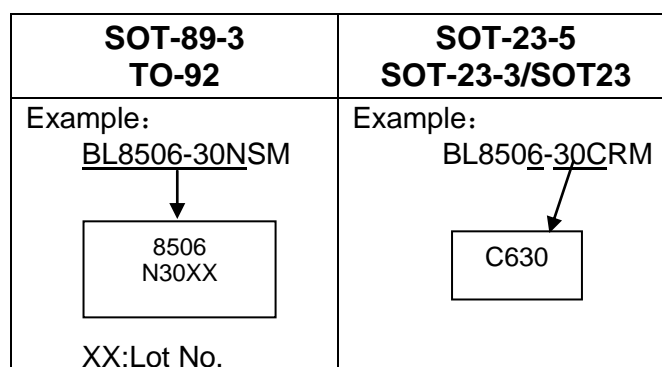 SOT-89-3
TO-92
SOT-23-5
SOT-23-3/SOT23
Example：
BL8506-30NSM
8506
N30XX
XX:Lot No.
Example：
BL8506-30CRM
C630